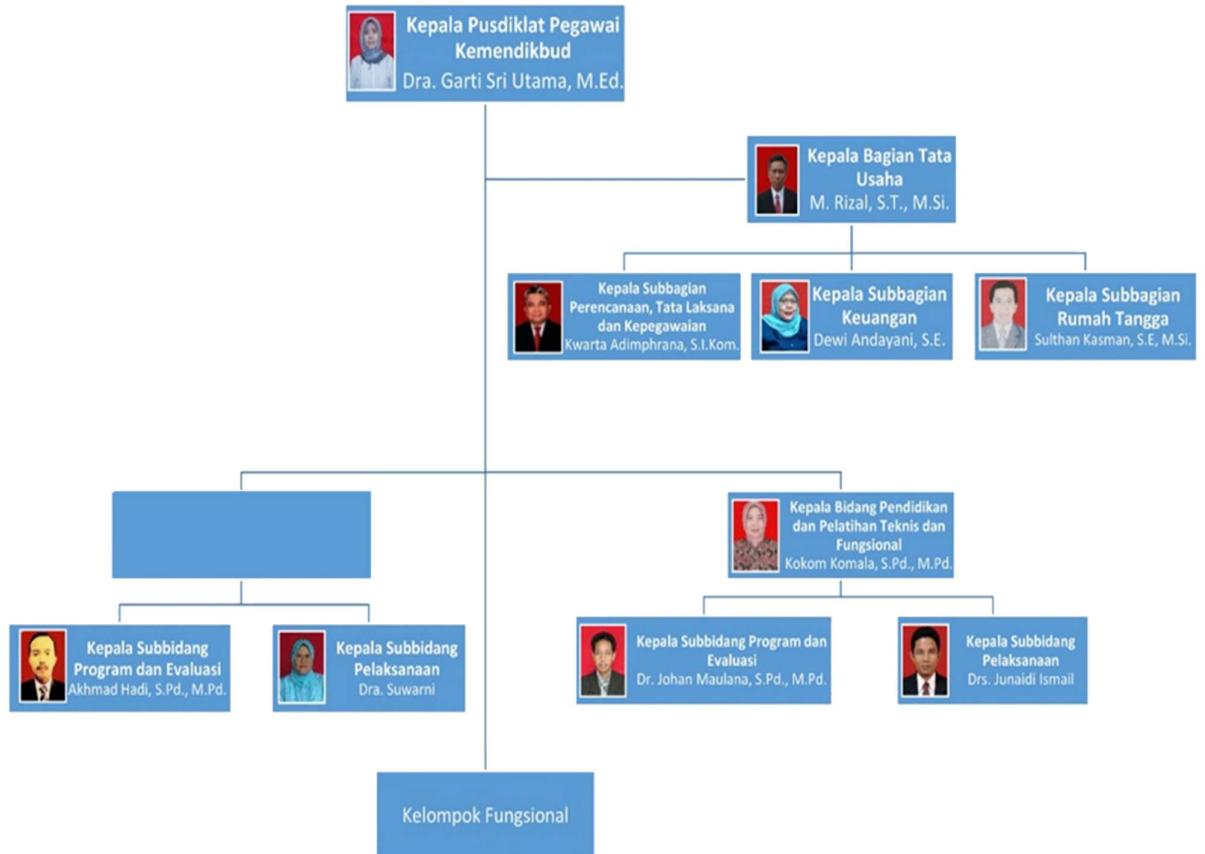 Kepala Pusdiklat Pegawai
Kemendikbud
Dra. Garti Sri Utama, M.Ed.
Kepala Bagian Tata
Usaha
M. Rizal, S.T., M.Si.
Kepala Subbagian
Perencanaan, Tata Laksana
dan Kepegawaian
Kwarta Adimphrana, S.I.Kom.
Kepala Subbagian
Keuangan
Dewi Andayani, S.E.
Kepala Subbagian
Rumah Tangga
Sulthan Kasman, S.E, M.Si.
Kepala Bidang Pendidikan
dan Pelatihan Teknis dan
Fungsional
Kokom Komala, S.Pd., M.Pd.
Kepala Subbidang
Program dan Evaluasi
Akhmad Hadi, S.Pd., M.Pd.
Kepala Subbidang
Pelaksanaan
Dra. Suwarni
Kepala Subbidang Program dan
Evaluasi
Dr. Johan Maulana, S.Pd., M.Pd.
Kepala Subbidang
Pelaksanaan
Drs. Junaidi Ismail
Kelompok Fungsional